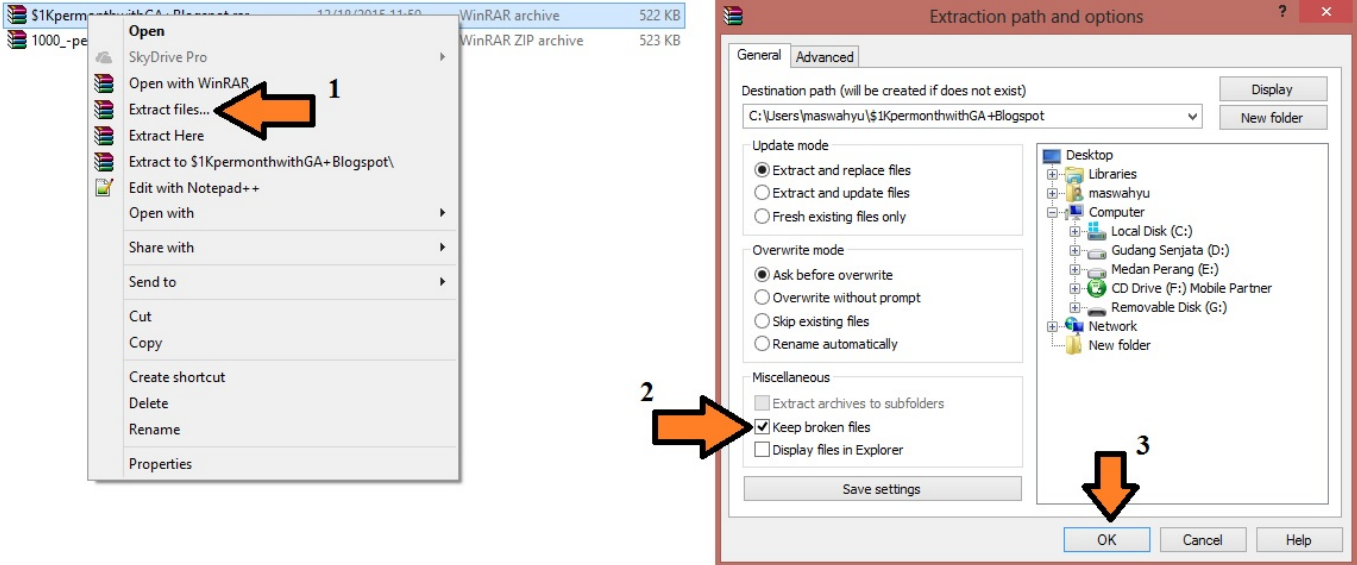 $1KpermonthwithGA+Blogspot.rar 12/18/2015 11:50 WinRAR archive 522 KB
1000_-pe WinRAR ZIP archive 523 KB
Open
SkyDrive Pro
Open with WinRAR
Extract files...
1
Extract Here
Extract to $1KpermonthwithGA+Blogspot\
Edit with Notepad++
Open with
Share with
Send to
Cut
Copy
Create shortcut
Delete
Rename
Properties
Extraction path and options
? ×
General Advanced
Destination path (will be created if does not exist)
Display
C:\Users\maswahyu\$1KpermonthwithGA+Blogspot
New folder
Update mode
Extract and replace files
Extract and update files
Fresh existing files only
Overwrite mode
Ask before overwrite
Overwrite without prompt
Skip existing files
Rename automatically
Miscellaneous
Extract archives to subfolders
2
Keep broken files
Display files in Explorer
Save settings
Desktop
Libraries
maswahyu
Computer
Local Disk (C:)
Gudang Senjata (D:)
Medan Perang (E:)
CD Drive (F:) Mobile Partner
Removable Disk (G:)
Network
New folder
3
OK Cancel Help